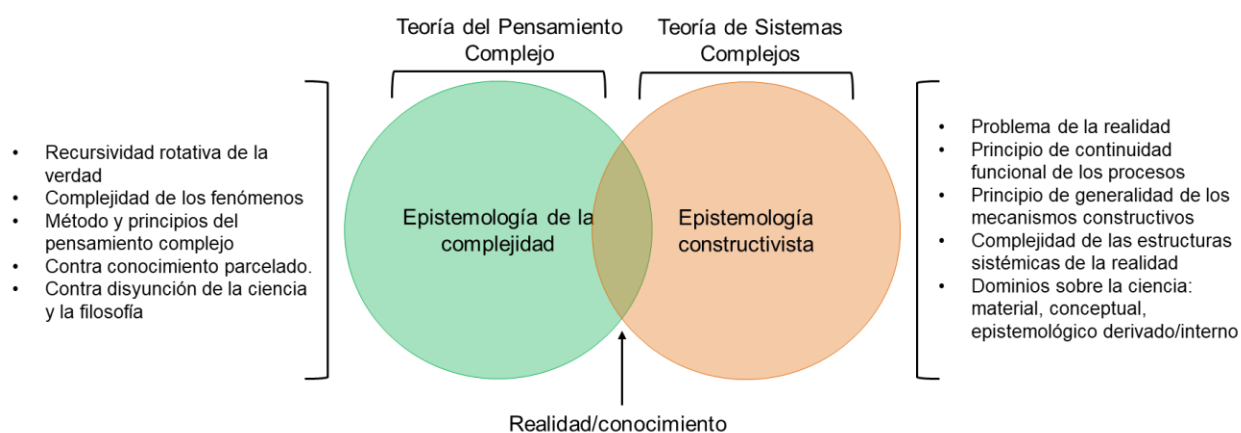 Teoría del Pensamiento
Complejo
Teoría de Sistemas
Complejos
• Recursividad rotativa de la
verdad
• Complejidad de los fenómenos
• Método y principios del
pensamiento complejo
• Contra conocimiento parcelado.
• Contra disyunción de la ciencia
y la filosofía
Epistemología de la
complejidad
Epistemología
constructivista
• Problema de la realidad
• Principio de continuidad
funcional de los procesos
• Principio de generalidad de los
mecanismos constructivos
• Complejidad de las estructuras
sistémicas de la realidad
• Dominios sobre la ciencia:
material, conceptual,
epistemológico derivado/interno
Realidad/conocimiento